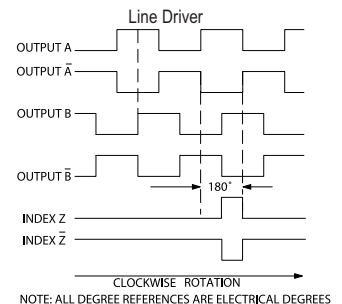 Line Driver
OUTPUT A
OUTPUT A̅
OUTPUT B
OUTPUT B̅
180°
INDEX Z
INDEX Z̅
CLOCKWISE ROTATION
NOTE: ALL DEGREE REFERENCES ARE ELECTRICAL DEGREES